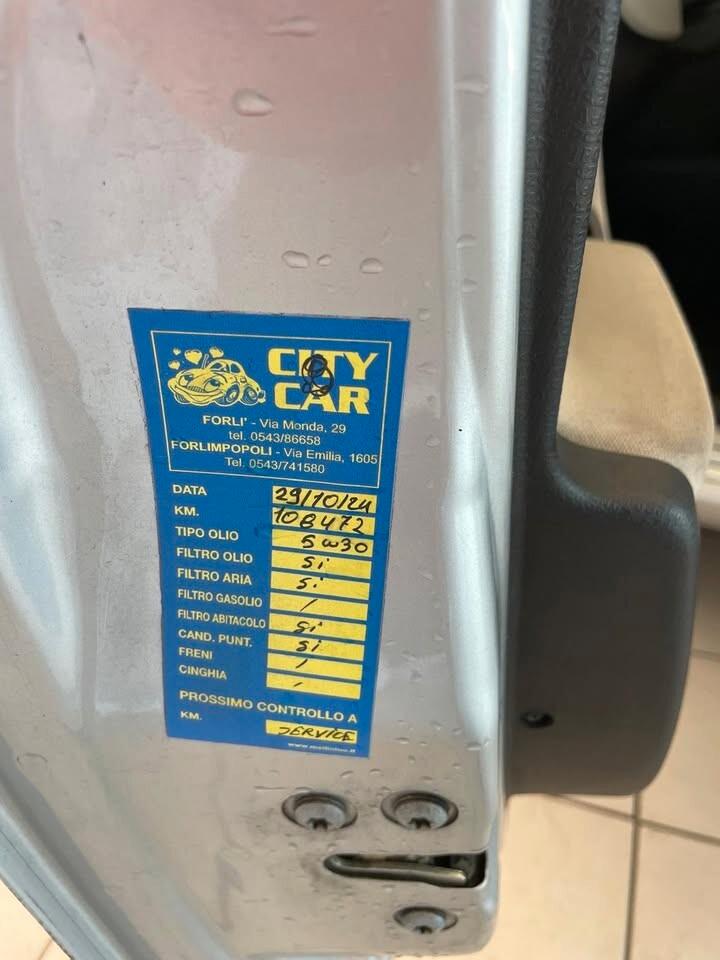 CITY
CAR
FORLI' - Via Monda, 29
tel. 0543/86658
FORLIMPOPOLI - Via Emilia, 1605
Tel. 0543/741580
DATA 29/10/24
KM. 108472
TIPO OLIO 5w30
FILTRO OLIO si
FILTRO ARIA si
FILTRO GASOLIO /
FILTRO ABITACOLO si
CAND. PUNT. si
FRENI /
CINGHIA /
PROSSIMO CONTROLLO A
KM. SERVICE